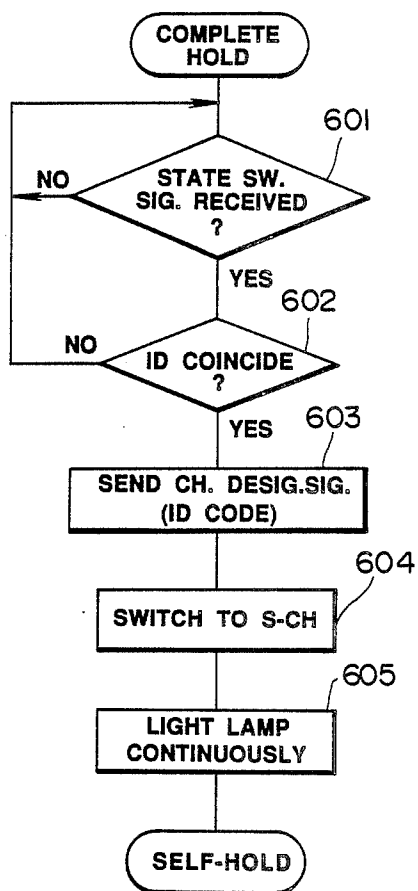 COMPLETE
HOLD
601
NO
STATE SW.
SIG. RECEIVED
?
YES
602
NO
ID COINCIDE
?
YES
603
SEND CH. DESIG.SIG.
(ID CODE)
604
SWITCH TO S-CH
605
LIGHT LAMP
CONTINUOUSLY
SELF-HOLD